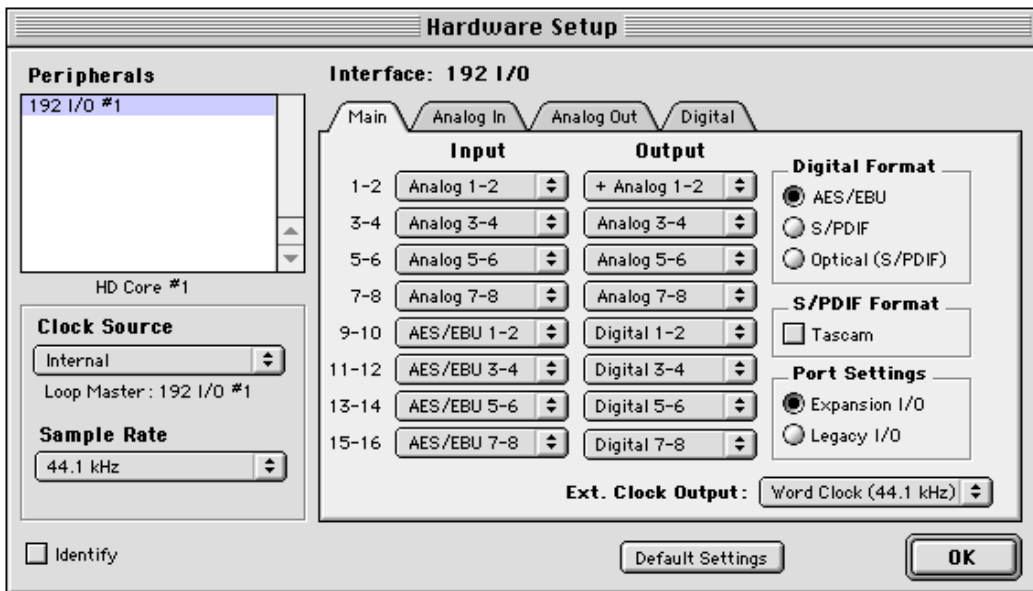 Hardware Setup
Peripherals
192 I/O #1
HD Core #1
Clock Source
Internal
Loop Master : 192 I/O #1
Sample Rate
44.1 kHz
Identify
Interface: 192 I/O
Main Analog In Analog Out Digital
Input Output
1-2 Analog 1-2 + Analog 1-2
3-4 Analog 3-4 Analog 3-4
5-6 Analog 5-6 Analog 5-6
7-8 Analog 7-8 Analog 7-8
9-10 AES/EBU 1-2 Digital 1-2
11-12 AES/EBU 3-4 Digital 3-4
13-14 AES/EBU 5-6 Digital 5-6
15-16 AES/EBU 7-8 Digital 7-8
Digital Format
AES/EBU
S/PDIF
Optical (S/PDIF)
S/PDIF Format
Tascam
Port Settings
Expansion I/O
Legacy I/O
Ext. Clock Output: Word Clock (44.1 kHz)
Default Settings OK